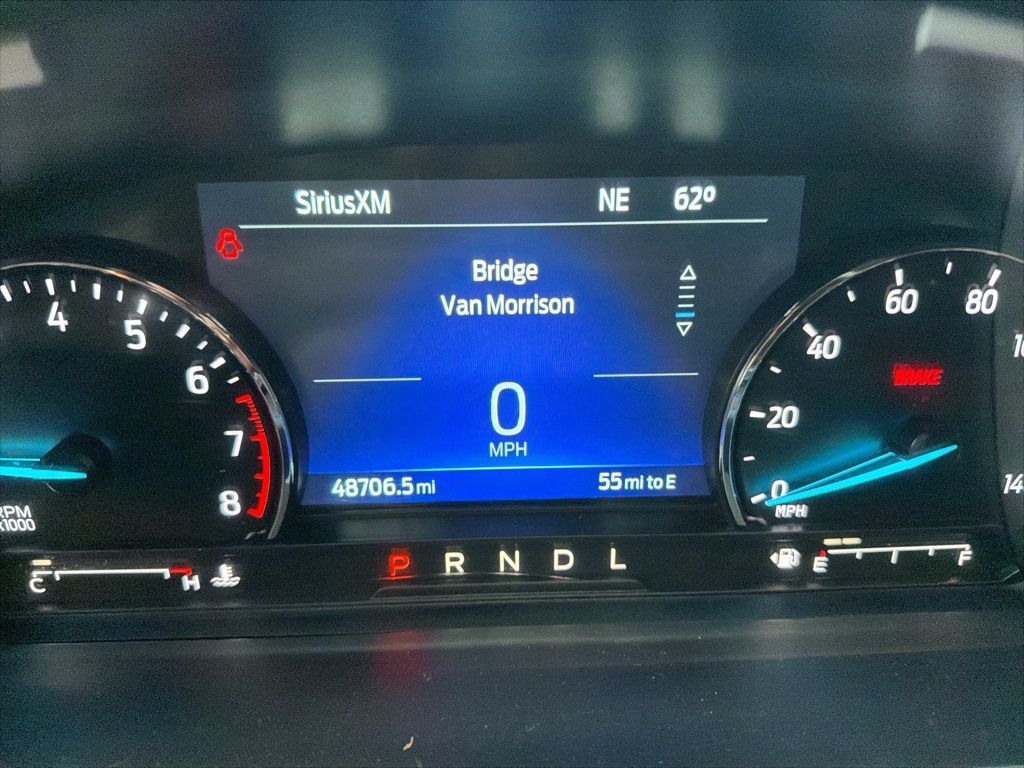 SiriusXM NE 62º
Bridge
Van Morrison
0
MPH
48706.5 mi 55 mi to E
4 5 6 7 8
RPM
x1000
0 20 40 60 80
MPH
BRAKE
C H
P R N D L
E F